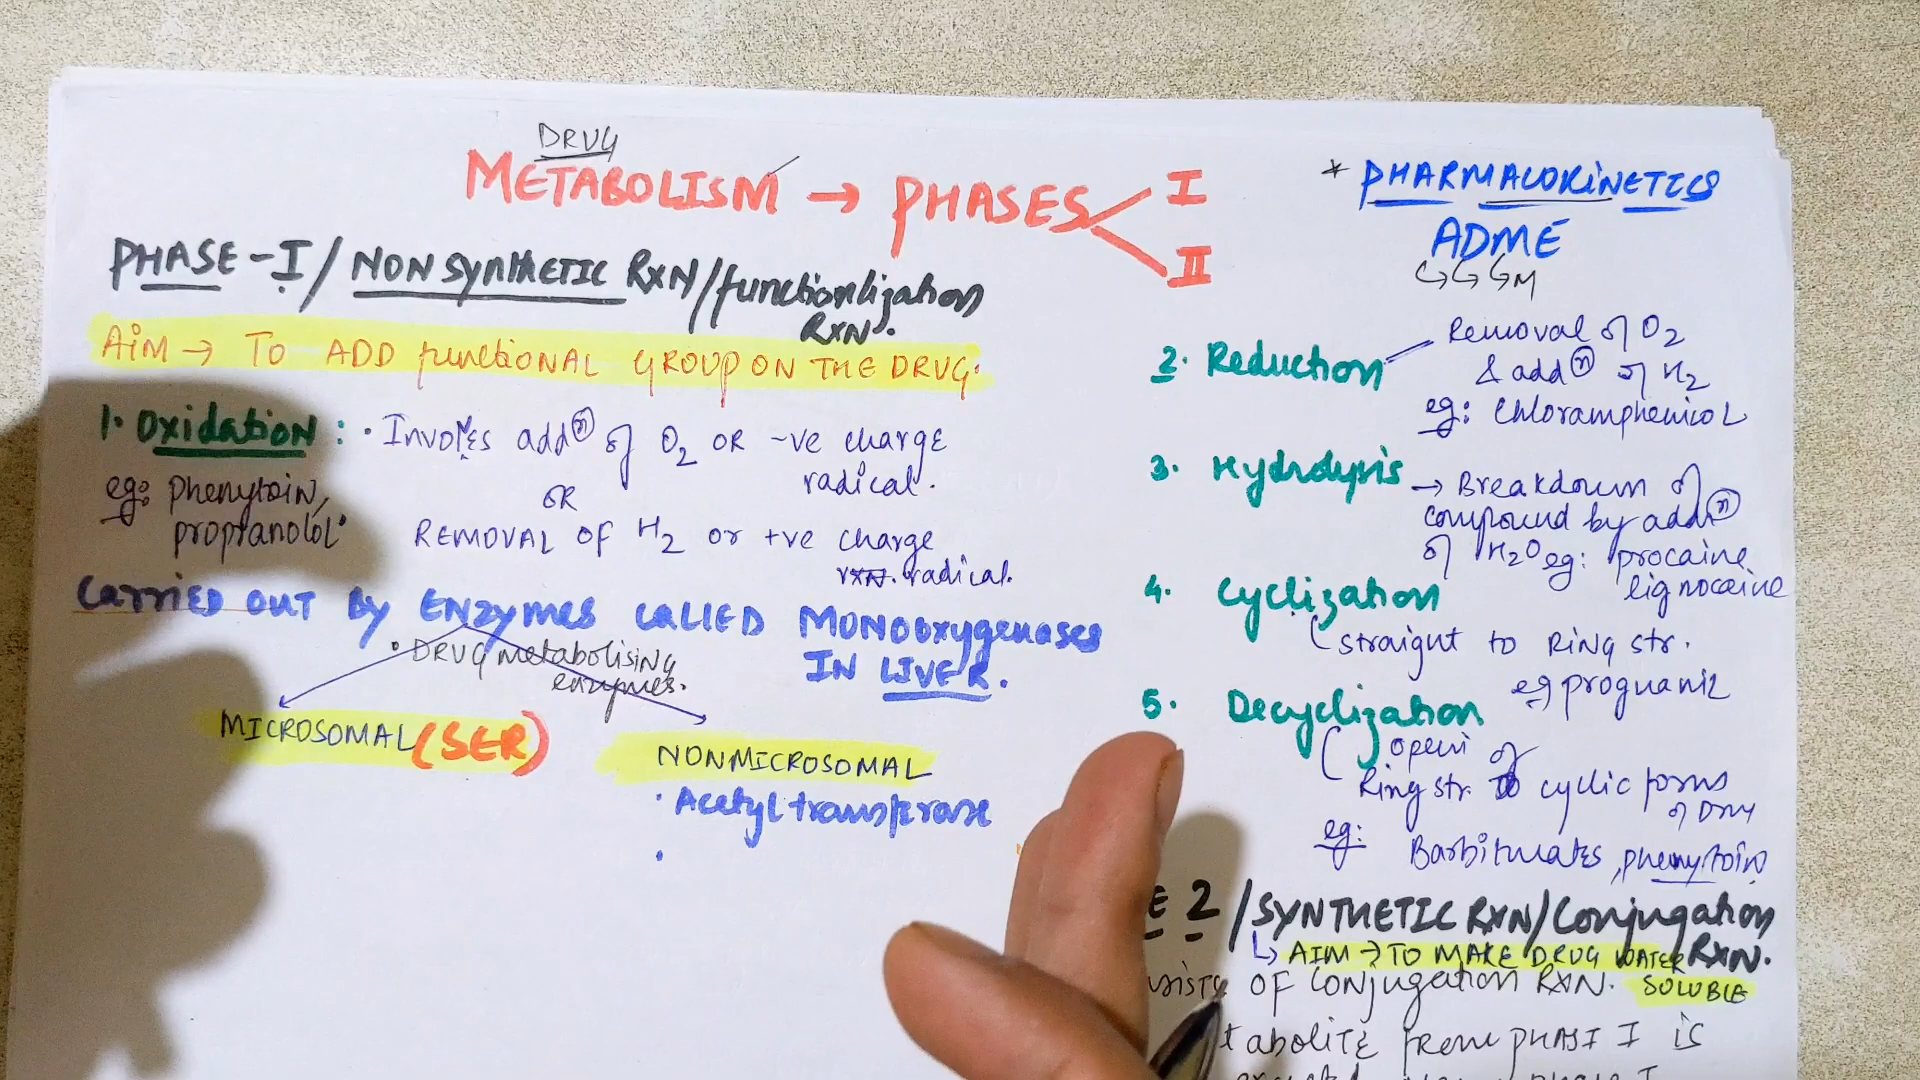 DRUG
METABOLISM → PHASES
I
II
PHASE-I/NONSYNTHETIC RXN/functionlization
RXN.
AIM → TO ADD functIONAL GROUP ON THE DRUG.
1. Oxidation : • Involves add(n) of O2 OR -ve charge
radical.
eg: phenytoin,
propranolol.
OR
REMOVAL OF H2 or +ve charge
radical.
CARRIED OUT By ENZYMES CALLED MONOOXYGENASES
IN LIVER.
• DRUG metabolising
enzymes.
MICROSOMAL (SER)
NONMICROSOMAL
• Acetyl transferase
•
* PHARMACOKINETICS
ADME
M
2. Reduction
Removal of O2
& add(n) of H2
eg: Chloramphenicol
3. Hydrolysis → Breakdown of
compound by add(n)
of H2O eg: procaine
lignocaine
4. Cyclization
straight to Ring str.
eg proguanil
5. Decyclization
of
Ring str. cyclic forms
of
eg: Barbiturates, phenytoin
E 2/SYNTHETIC RXN/Conjugation
RXN.
↳ AIM → TO MAKE DRUG WATER
SOLUBLE
OF Conjugation RXN.
from PHASE I is